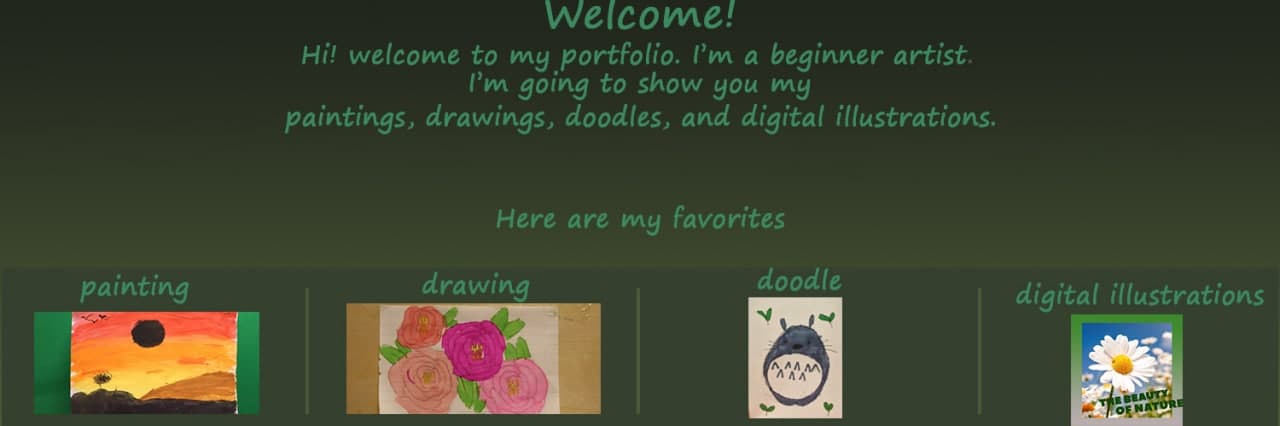 Welcome!
Hi! welcome to my portfolio. I'm a beginner artist.
I'm going to show you my
paintings, drawings, doodles, and digital illustrations.
Here are my favorites
painting
drawing
doodle
digital illustrations
THE BEAUTY
OF NATURE